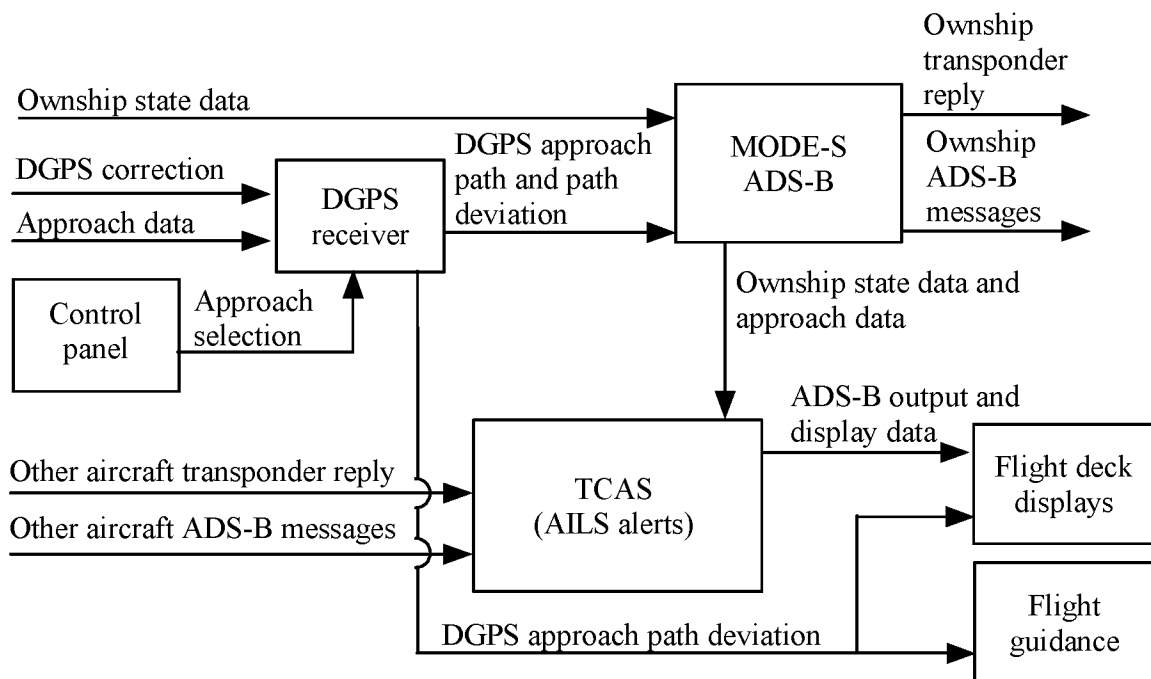 Ownship
transponder
reply
Ownship state data
MODE-S
ADS-B
DGPS approach
path and path
deviation
Ownship
ADS-B
messages
DGPS correction
DGPS
receiver
Approach data
Ownship state data and
approach data
Control
panel
Approach
selection
ADS-B output and
display data
Flight deck
displays
Other aircraft transponder reply
TCAS
(AILS alerts)
Other aircraft ADS-B messages
Flight
guidance
DGPS approach path deviation